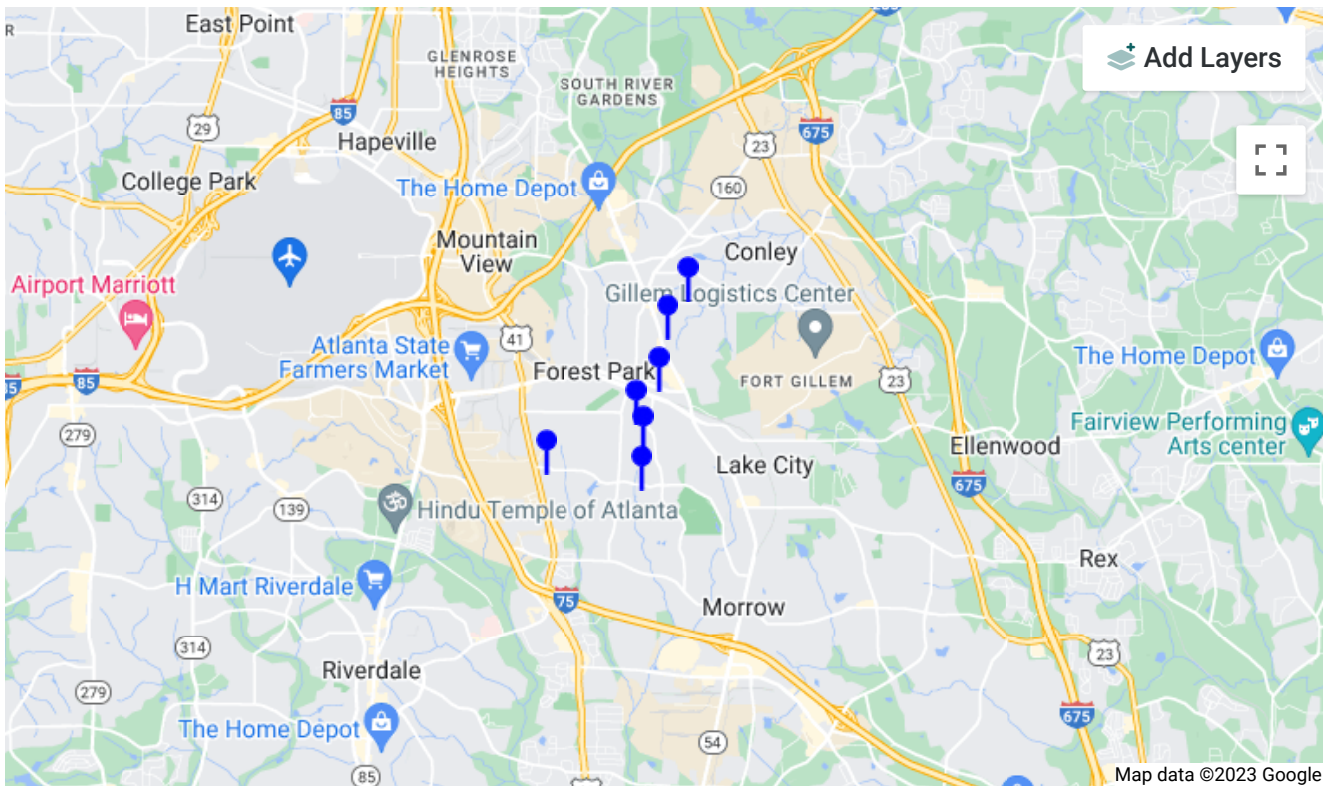 East Point
R
GLENROSE
HEIGHTS
SOUTH RIVER
GARDENS
Add Layers
85
29
Hapeville
675
23
College Park
The Home Depot
160
Mountain
View
Conley
Airport Marriott
Gillem Logistics Center
41
Atlanta State
Farmers Market
Forest Park
FORT GILLEM
23
The Home Depot
85
279
Fairview Performing
Arts center
Ellenwood
Lake City
675
314
139
Hindu Temple of Atlanta
Rex
H Mart Riverdale
75
Morrow
314
23
Riverdale
279
The Home Depot
675
54
85
Map data ©2023 Google